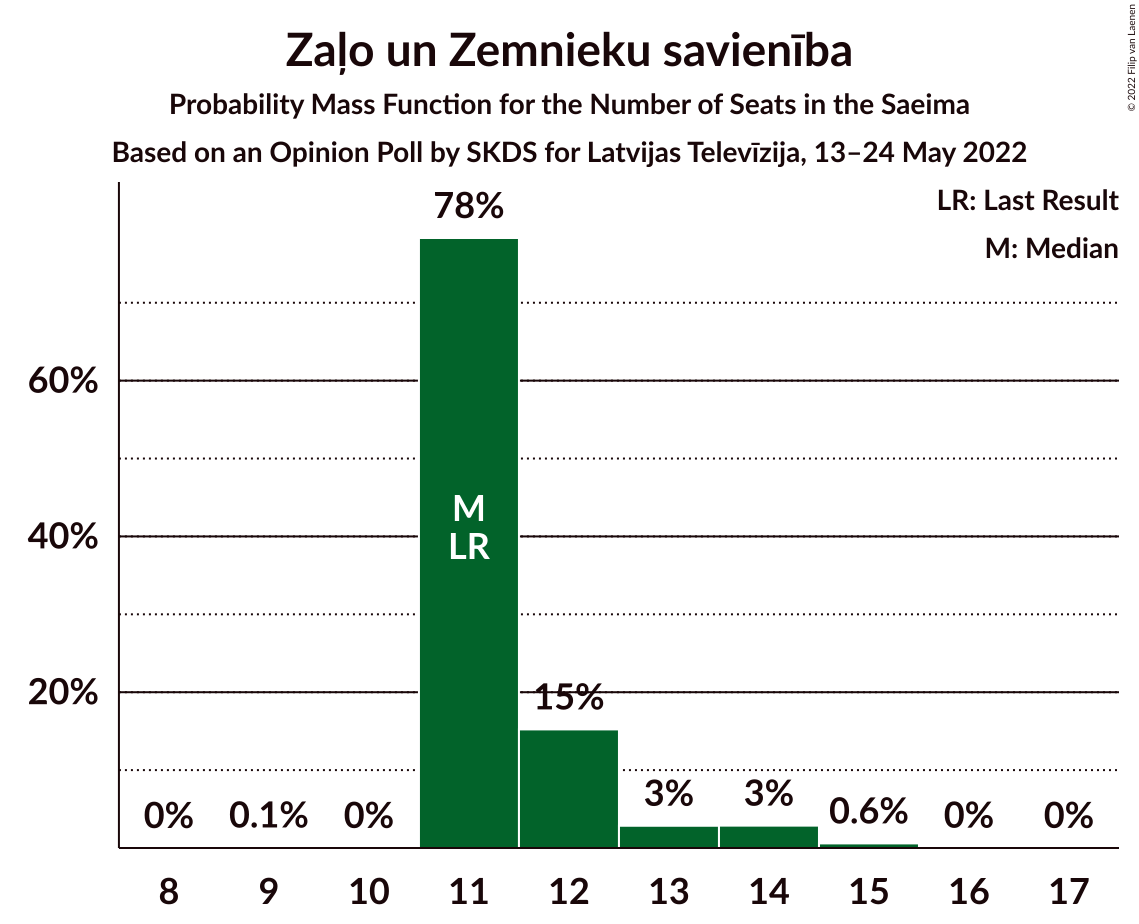 Zaļo un Zemnieku savienība
Probability Mass Function for the Number of Seats in the Saeima
Based on an Opinion Poll by SKDS for Latvijas Televīzija, 13–24 May 2022
© 2022 Filip van Laenen
LR: Last Result
M: Median
78%
60%
40%
20%
M
LR
15%
0%
0.1%
0%
3%
3%
0.6%
0%
0%
8
9
10
11
12
13
14
15
16
17